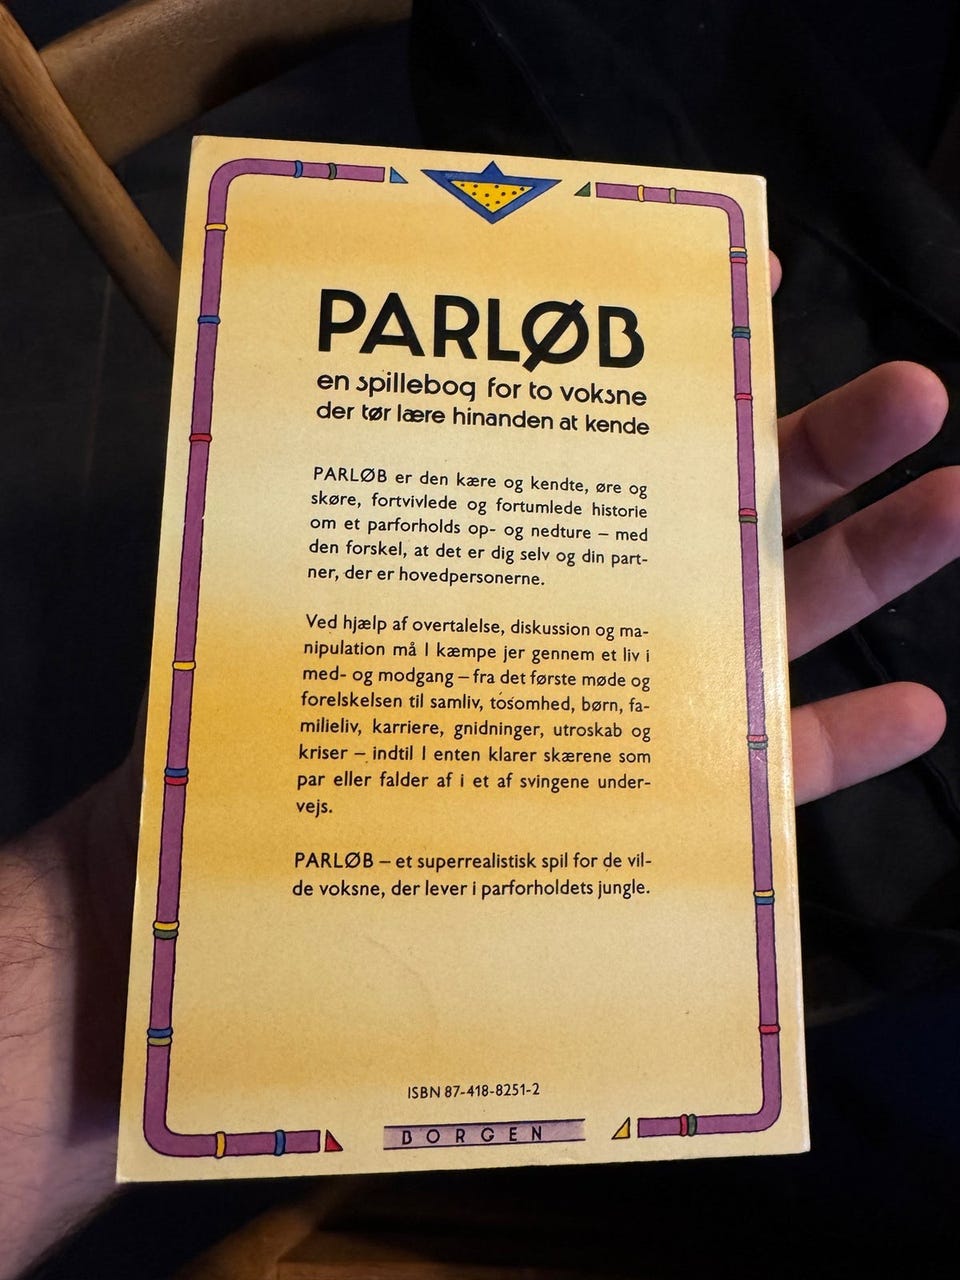 PARLØB
en spillebog for to voksne
der tør lære hinanden at kende
PARLØB er den kære og kendte, øre og
skøre, fortvivlede og fortumlede historie
om et parforholds op- og nedture – med
den forskel, at det er dig selv og din part-
ner, der er hovedpersonerne.
Ved hjælp af overtalelse, diskussion og ma-
nipulation må I kæmpe jer gennem et liv i
med- og modgang – fra det første møde og
forelskelsen til samliv, tosomhed, børn, fa-
milieliv, karriere, gnidninger, utroskab og
kriser – indtil I enten klarer skærene som
par eller falder af i et af svingene under-
vejs.
PARLØB – et superrealistisk spil for de vil-
de voksne, der lever i parforholdets jungle.
ISBN 87-418-8251-2
BORGEN